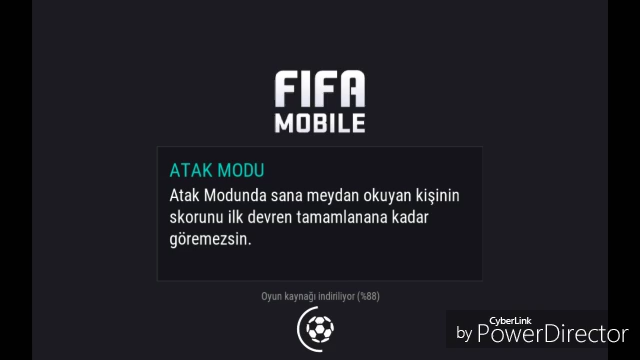 FIFA
MOBILE
ATAK MODU
Atak Modunda sana meydan okuyan kişinin
skorunu ilk devren tamamlanana kadar
göremezsin.
Oyun kaynağı indiriliyor (%88)
CyberLink
by PowerDirector